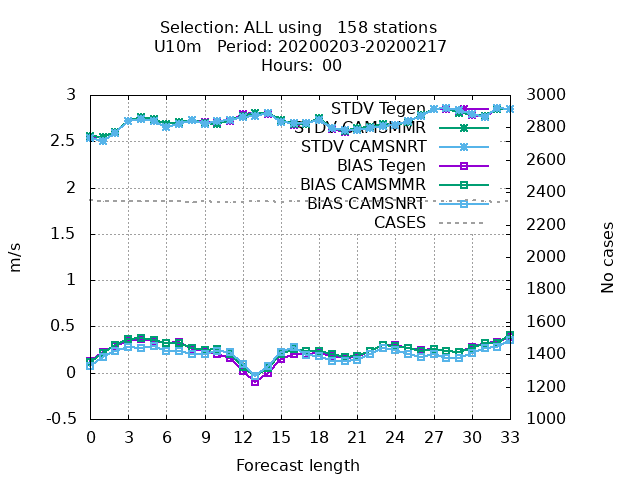 Selection: ALL using   158 stations
U10m   Period: 20200203-20200217
Hours:  00
STDV Tegen
STDV CAMSMMR
STDV CAMSNRT
BIAS Tegen
BIAS CAMSMMR
BIAS CAMSNRT
CASES
3
2.5
2
1.5
1
0.5
0
-0.5
m/s
3000
2800
2600
2400
2200
2000
1800
1600
1400
1200
1000
No cases
0 3 6 9 12 15 18 21 24 27 30 33
Forecast length